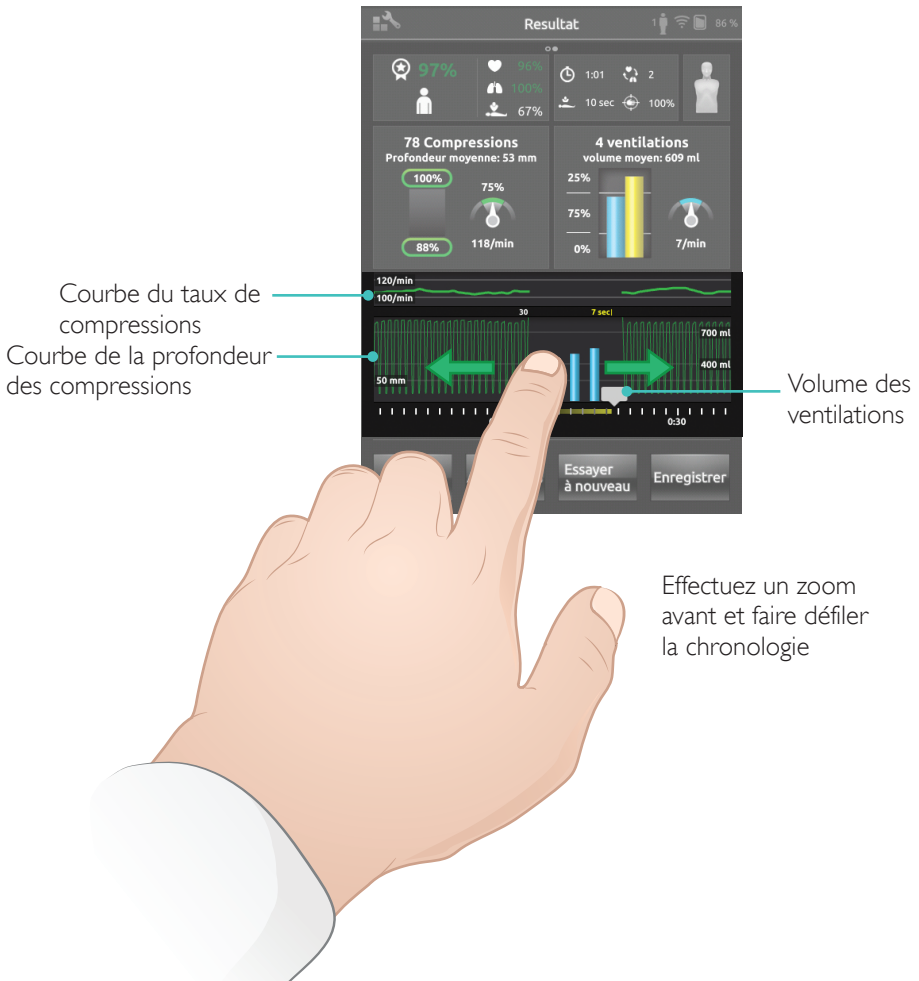 Resultat
1
86 %
97%
96%
100%
67%
1:01
2
10 sec
100%
78 Compressions
Profondeur moyenne: 53 mm
100%
75%
88%
118/min
4 ventilations
volume moyen: 609 ml
25%
75%
0%
7/min
120/min
100/min
30
7 sec
700 ml
400 ml
50 mm
0:30
Courbe du taux de
compressions
Courbe de la profondeur
des compressions
Volume des
ventilations
Essayer
à nouveau
Enregistrer
Effectuez un zoom
avant et faire défiler
la chronologie